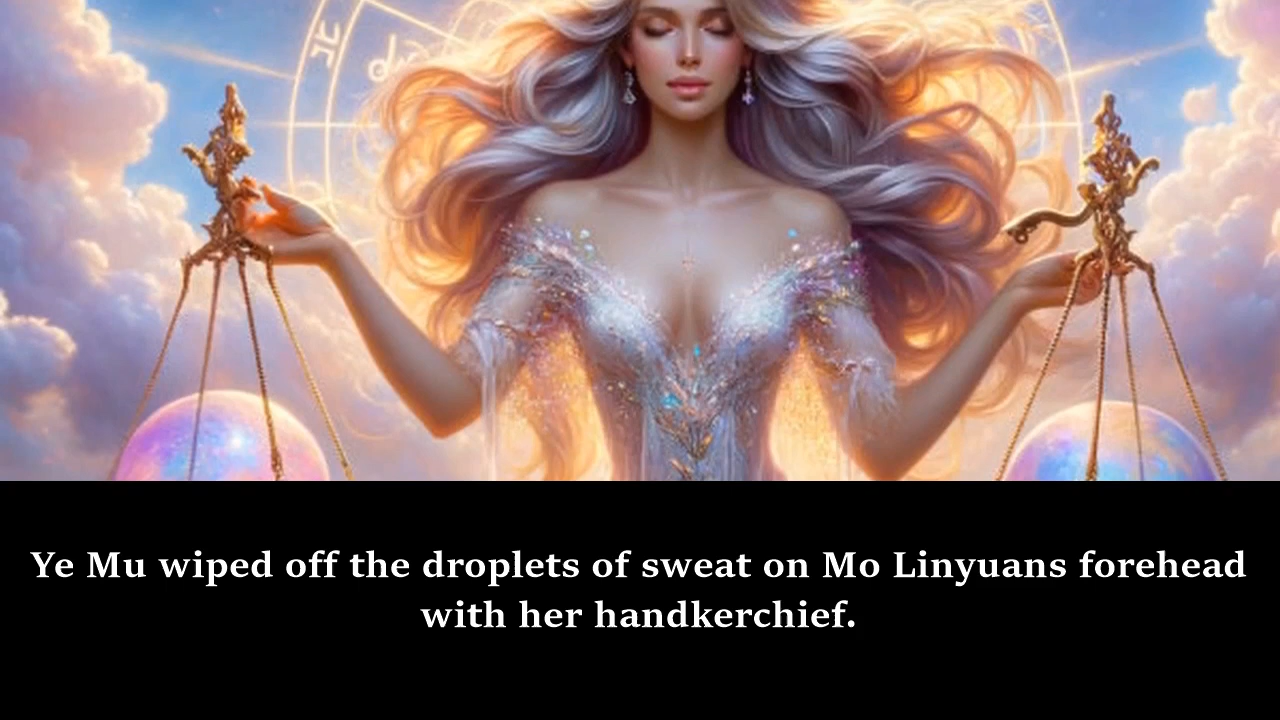 Ye Mu wiped off the droplets of sweat on Mo Linyuans forehead
with her handkerchief.